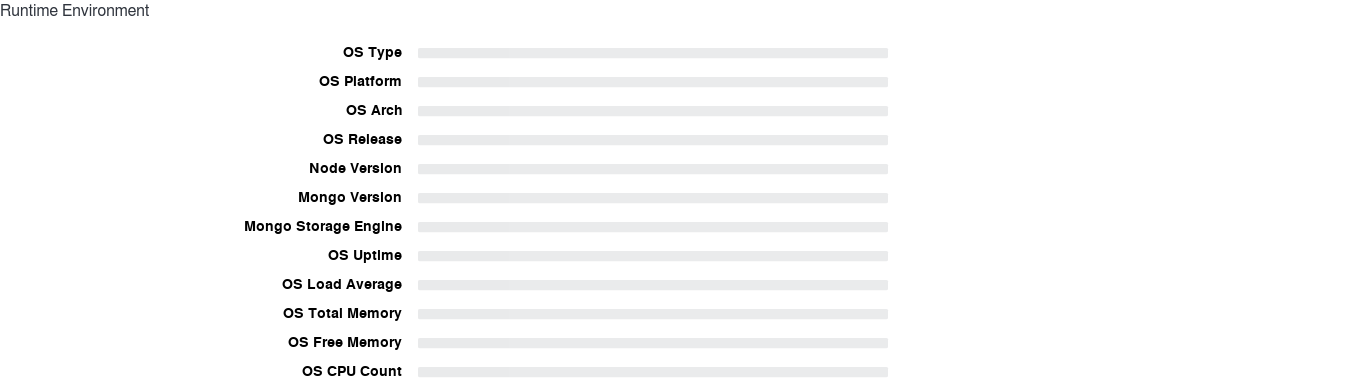 Runtime Environment
OS Type
OS Platform
OS Arch
OS Release
Node Version
Mongo Version
Mongo Storage Engine
OS Uptime
OS Load Average
OS Total Memory
OS Free Memory
OS CPU Count